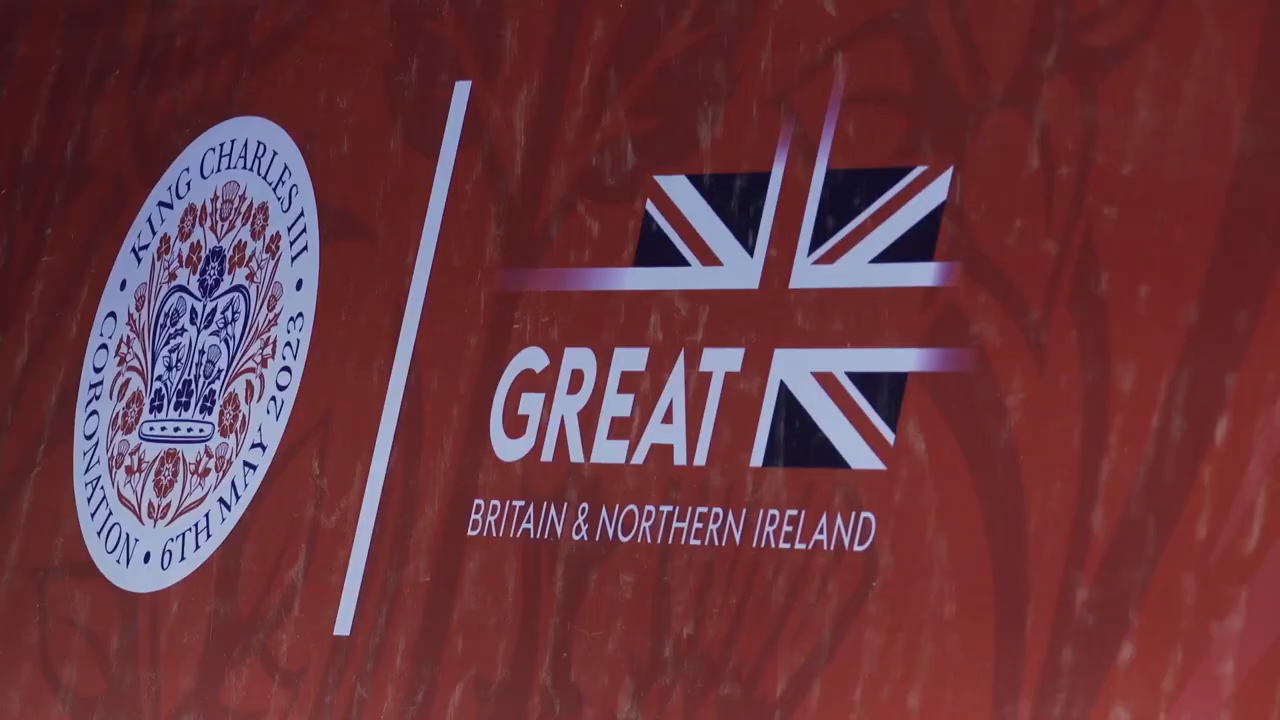 • KING CHARLES III •
CORONATION • 6TH MAY 2023
GREAT
BRITAIN & NORTHERN IRELAND